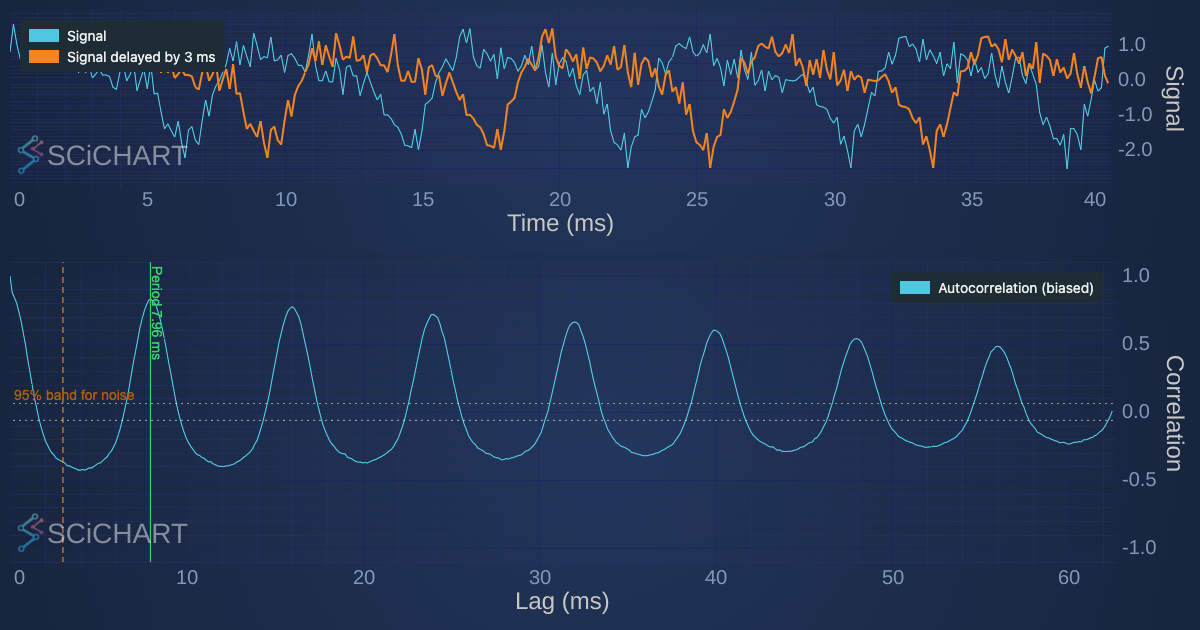 Signal
Signal delayed by 3 ms
1.0
0.0
-1.0
-2.0
Signal
SCiCHART
0 5 10 15 20 25 30 35 40
Time (ms)
Period 7.96 ms
Autocorrelation (biased)
95% band for noise
1.0
0.5
0.0
-0.5
-1.0
Correlation
SCiCHART
0 10 20 30 40 50 60
Lag (ms)